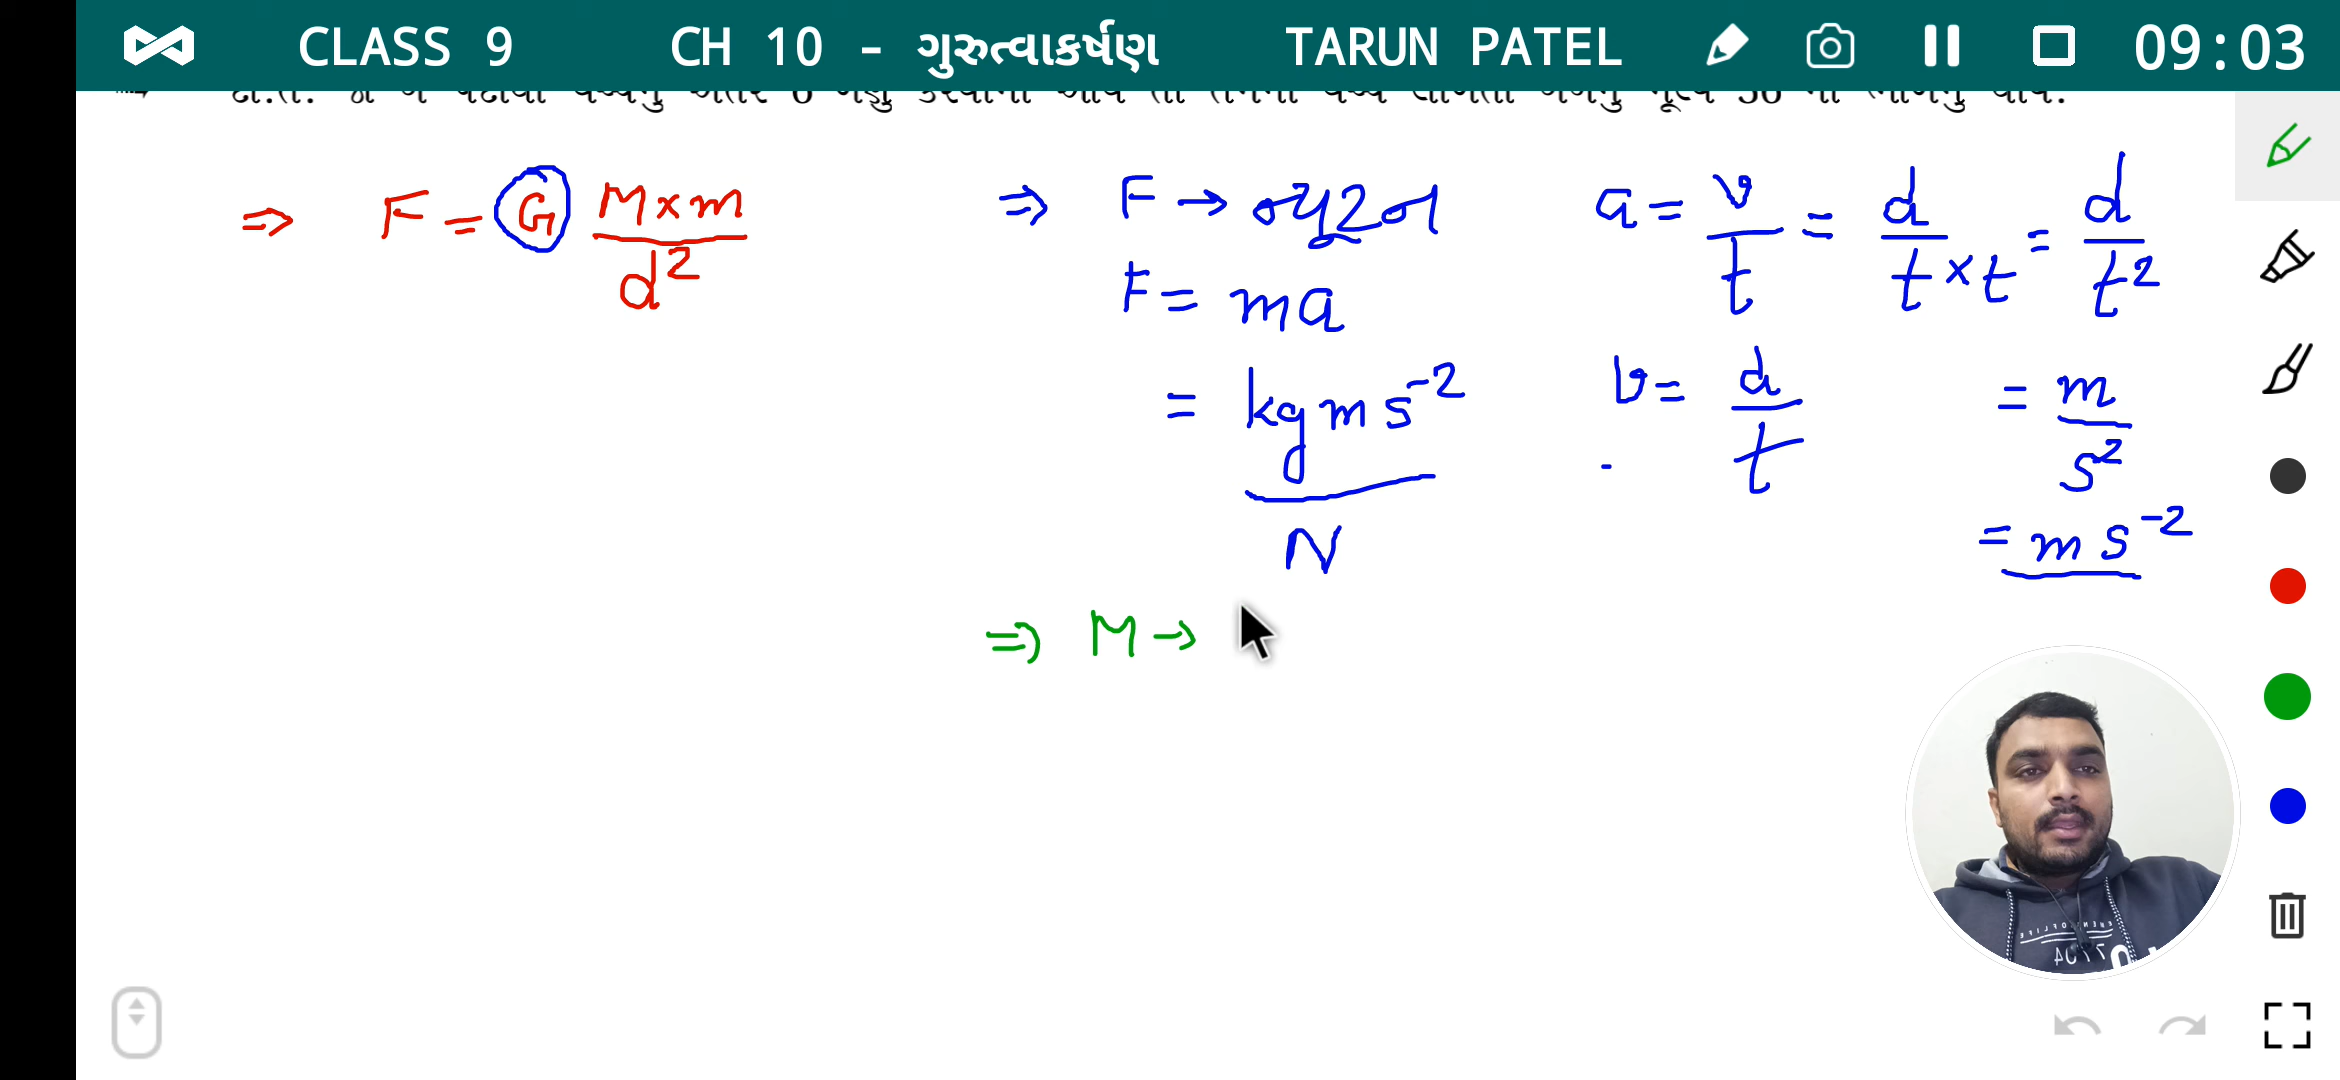 CLASS 9 CH 10 - ગુરુત્વાકર્ષણ TARUN PATEL 09:03
⇒ F = G M × m / d²
⇒ F → ન્યુટન
F = ma
= kg m s⁻²
N
a = v / t = d / t × t = d / t²
v = d / t
= m / s²
= m s⁻²
⇒ M →